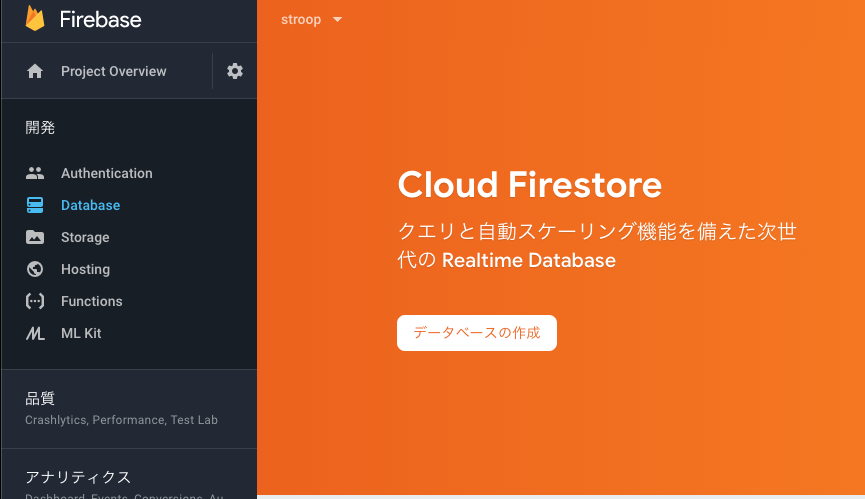 Firebase
stroop
Project Overview
開発
Authentication
Database
Storage
Hosting
Functions
ML Kit
品質
Crashlytics, Performance, Test Lab
アナリティクス
Dashboard, Events, Conversions, Au
Cloud Firestore
クエリと自動スケーリング機能を備えた次世
代の Realtime Database
データベースの作成